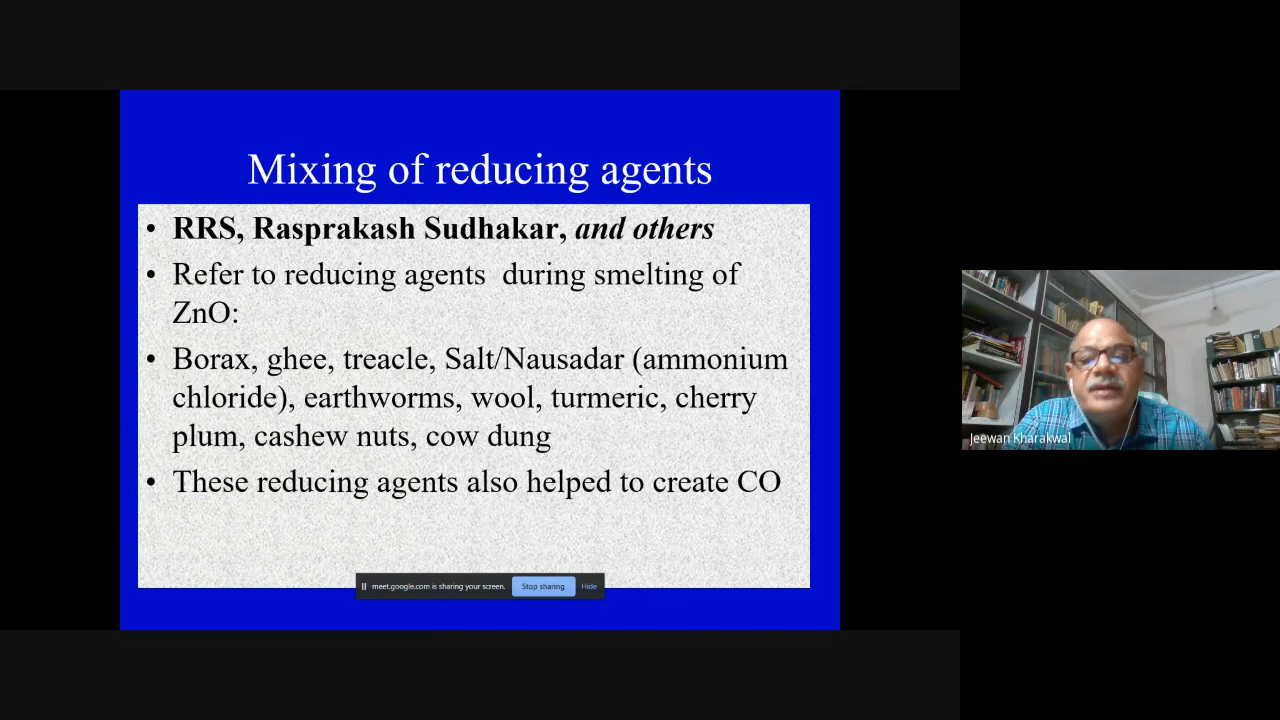 Mixing of reducing agents
• RRS, Rasprakash Sudhakar, and others
• Refer to reducing agents during smelting of
ZnO:
• Borax, ghee, treacle, Salt/Nausadar (ammonium
chloride), earthworms, wool, turmeric, cherry
plum, cashew nuts, cow dung
• These reducing agents also helped to create CO
meet.google.com is sharing your screen. Stop sharing Hide
Jeewan Kharakwal